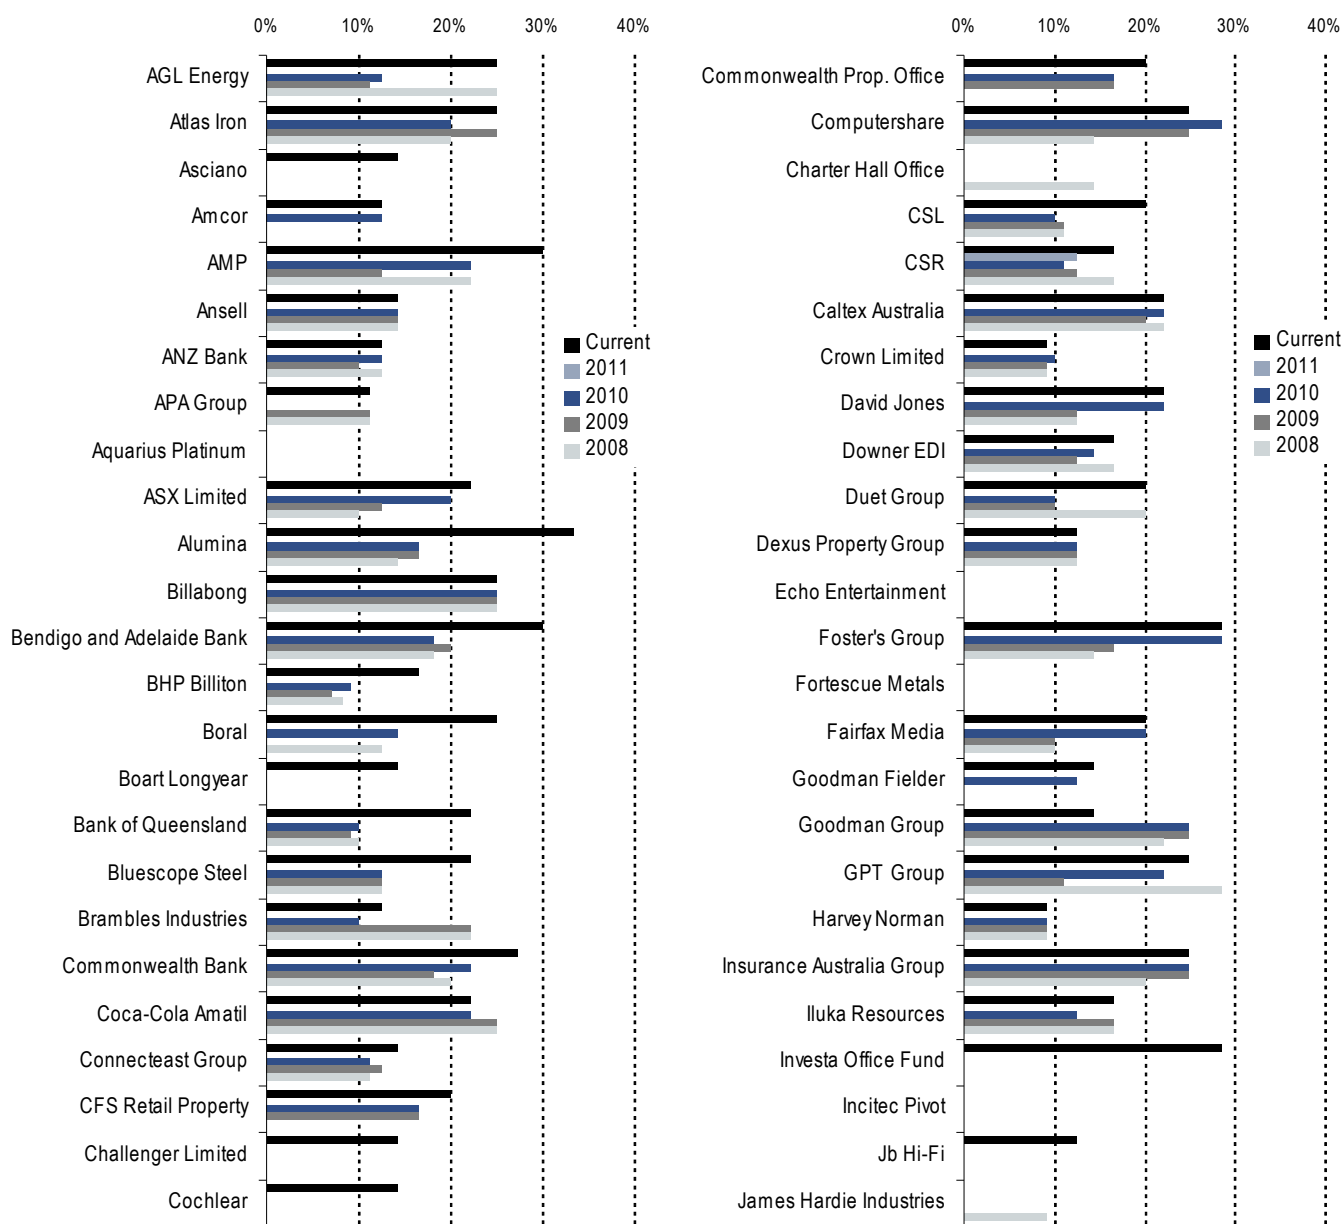 0% 10% 20% 30% 40%
AGL Energy
Atlas Iron
Asciano
Amcor
AMP
Ansell
ANZ Bank
APA Group
Aquarius Platinum
ASX Limited
Alumina
Billabong
Bendigo and Adelaide Bank
BHP Billiton
Boral
Boart Longyear
Bank of Queensland
Bluescope Steel
Brambles Industries
Commonwealth Bank
Coca-Cola Amatil
Connecteast Group
CFS Retail Property
Challenger Limited
Cochlear
Current
2011
2010
2009
2008
0% 10% 20% 30% 40%
Commonwealth Prop. Office
Computershare
Charter Hall Office
CSL
CSR
Caltex Australia
Crown Limited
David Jones
Downer EDI
Duet Group
Dexus Property Group
Echo Entertainment
Foster's Group
Fortescue Metals
Fairfax Media
Goodman Fielder
Goodman Group
GPT Group
Harvey Norman
Insurance Australia Group
Iluka Resources
Investa Office Fund
Incitec Pivot
Jb Hi-Fi
James Hardie Industries
Current
2011
2010
2009
2008